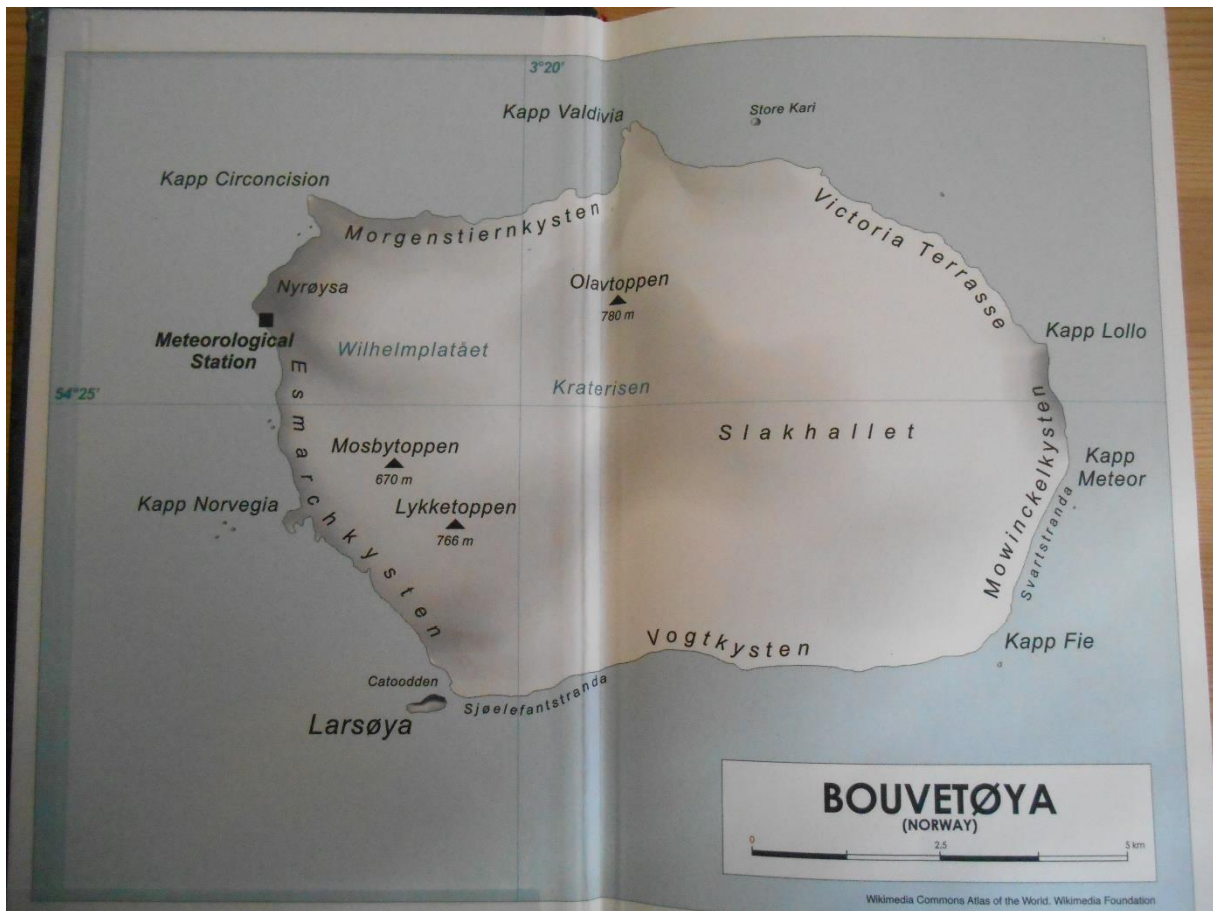 3°20'
Kapp Valdivia
Store Kari
Kapp Circoncision
Morgenstiernkysten
Victoria Terrasse
Olavtoppen
780 m
Nyrøysa
Meteorological
Station
Wilhelmplatået
Kapp Lollo
54°25'
Kraterisen
Esmarchkysten
Slakhallet
Mosbytoppen
670 m
Mowinckelkysten
Kapp
Meteor
Kapp Norvegia
Lykketoppen
766 m
Svartstranda
Vogtkysten
Kapp Fie
Catoodden
Sjøelefantstranda
Larsøya
BOUVETØYA
(NORWAY)
0 2,5 5 km
Wikimedia Commons Atlas of the World. Wikimedia Foundation